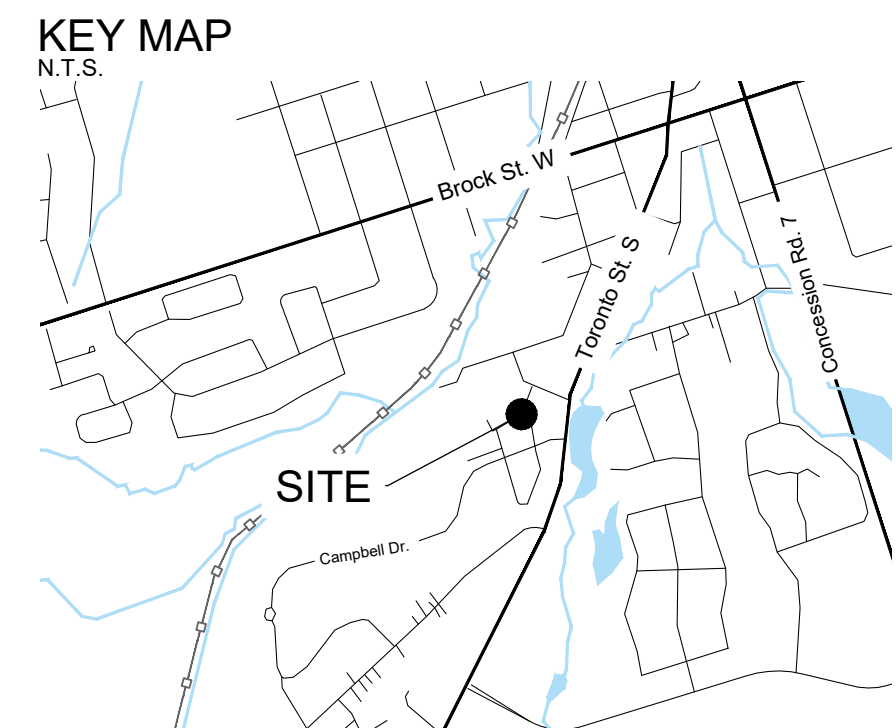 KEY MAP
N.T.S.
Brock St. W
Toronto St. S
Concession Rd. 7
SITE
Campbell Dr.